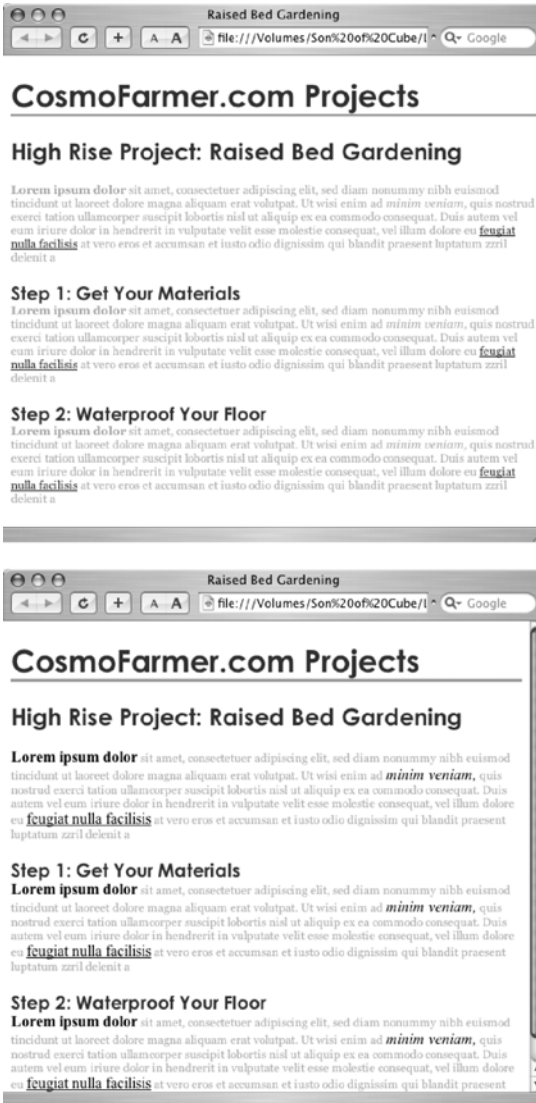 Raised Bed Gardening
A A file:///Volumes/Son%20of%20Cube/L Google
CosmoFarmer.com Projects
High Rise Project: Raised Bed Gardening
Lorem ipsum dolor sit amet, consectetuer adipiscing elit, sed diam nonummy nibh euismod
tincidunt ut laoreet dolore magna aliquam erat volutpat. Ut wisi enim ad minim veniam, quis nostrud
exerci tation ullamcorper suscipit lobortis nisl ut aliquip ex ea commodo consequat. Duis autem vel
eum iriure dolor in hendrerit in vulputate velit esse molestie consequat, vel illum dolore eu feugiat
nulla facilisis at vero eros et accumsan et iusto odio dignissim qui blandit praesent luptatum zzril
delenit a
Step 1: Get Your Materials
Lorem ipsum dolor sit amet, consectetuer adipiscing elit, sed diam nonummy nibh euismod
tincidunt ut laoreet dolore magna aliquam erat volutpat. Ut wisi enim ad minim veniam, quis nostrud
exerci tation ullamcorper suscipit lobortis nisl ut aliquip ex ea commodo consequat. Duis autem vel
eum iriure dolor in hendrerit in vulputate velit esse molestie consequat, vel illum dolore eu feugiat
nulla facilisis at vero eros et accumsan et iusto odio dignissim qui blandit praesent luptatum zzril
delenit a
Step 2: Waterproof Your Floor
Lorem ipsum dolor sit amet, consectetuer adipiscing elit, sed diam nonummy nibh euismod
tincidunt ut laoreet dolore magna aliquam erat volutpat. Ut wisi enim ad minim veniam, quis nostrud
exerci tation ullamcorper suscipit lobortis nisl ut aliquip ex ea commodo consequat. Duis autem vel
eum iriure dolor in hendrerit in vulputate velit esse molestie consequat, vel illum dolore eu feugiat
nulla facilisis at vero eros et accumsan et iusto odio dignissim qui blandit praesent luptatum zzril
delenit a
Raised Bed Gardening
A A file:///Volumes/Son%20of%20Cube/L Google
CosmoFarmer.com Projects
High Rise Project: Raised Bed Gardening
Lorem ipsum dolor sit amet, consectetuer adipiscing elit, sed diam nonummy nibh euismod
tincidunt ut laoreet dolore magna aliquam erat volutpat. Ut wisi enim ad minim veniam, quis
nostrud exerci tation ullamcorper suscipit lobortis nisl ut aliquip ex ea commodo consequat. Duis
autem vel eum iriure dolor in hendrerit in vulputate velit esse molestie consequat, vel illum dolore
eu feugiat nulla facilisis at vero eros et accumsan et iusto odio dignissim qui blandit praesent
luptatum zzril delenit a
Step 1: Get Your Materials
Lorem ipsum dolor sit amet, consectetuer adipiscing elit, sed diam nonummy nibh euismod
tincidunt ut laoreet dolore magna aliquam erat volutpat. Ut wisi enim ad minim veniam, quis
nostrud exerci tation ullamcorper suscipit lobortis nisl ut aliquip ex ea commodo consequat. Duis
autem vel eum iriure dolor in hendrerit in vulputate velit esse molestie consequat, vel illum dolore
eu feugiat nulla facilisis at vero eros et accumsan et iusto odio dignissim qui blandit praesent
luptatum zzril delenit a
Step 2: Waterproof Your Floor
Lorem ipsum dolor sit amet, consectetuer adipiscing elit, sed diam nonummy nibh euismod
tincidunt ut laoreet dolore magna aliquam erat volutpat. Ut wisi enim ad minim veniam, quis
nostrud exerci tation ullamcorper suscipit lobortis nisl ut aliquip ex ea commodo consequat. Duis
autem vel eum iriure dolor in hendrerit in vulputate velit esse molestie consequat, vel illum dolore
eu feugiat nulla facilisis at vero eros et accumsan et iusto odio dignissim qui blandit praesent